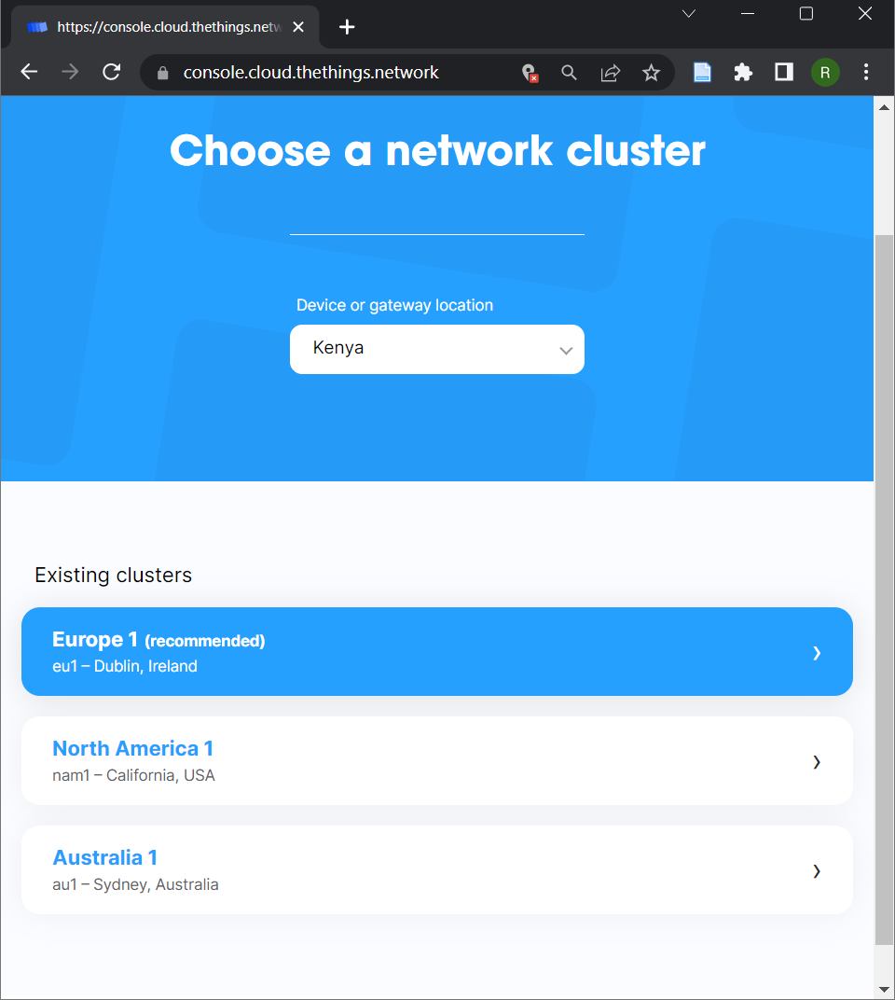 https://console.cloud.thethings.netw
console.cloud.thethings.network
R
Choose a network cluster
Device or gateway location
Kenya
Existing clusters
Europe 1 (recommended)
eu1 – Dublin, Ireland
North America 1
nam1 – California, USA
Australia 1
au1 – Sydney, Australia